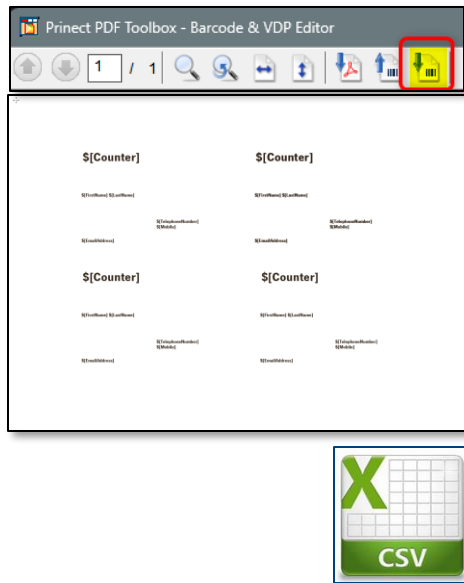 Prinect PDF Toolbox - Barcode & VDP Editor
1 / 1
$[Counter] $[Counter]
$[FirstName] $[LastName] $[FirstName] $[LastName]
$[TelephoneNumber] $[TelephoneNumber]
$[Mobile] $[Mobile]
$[EmailAddress] $[EmailAddress]
$[Counter] $[Counter]
$[FirstName] $[LastName] $[FirstName] $[LastName]
$[TelephoneNumber] $[TelephoneNumber]
$[Mobile] $[Mobile]
$[EmailAddress] $[EmailAddress]
X
CSV